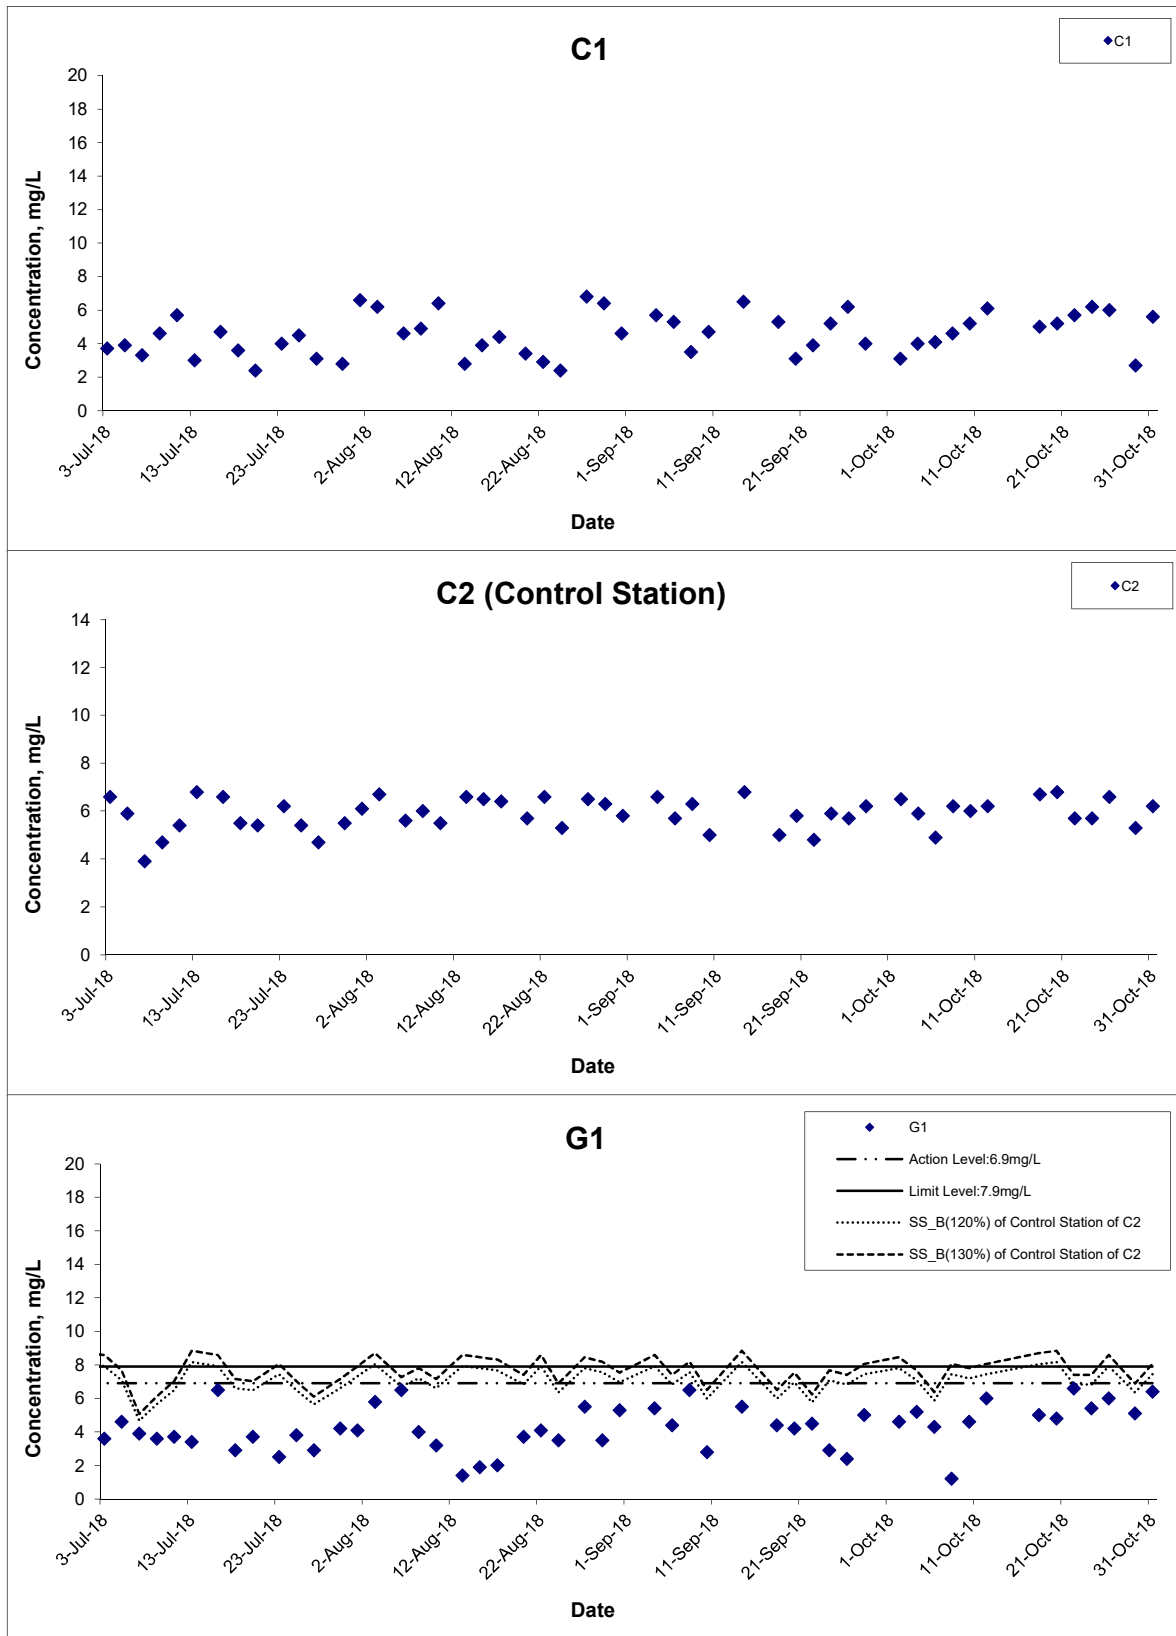 C1
C1
Concentration, mg/L
20
18
16
14
12
10
8
6
4
2
0
3-Jul-18
13-Jul-18
23-Jul-18
2-Aug-18
12-Aug-18
22-Aug-18
1-Sep-18
11-Sep-18
21-Sep-18
1-Oct-18
11-Oct-18
21-Oct-18
31-Oct-18
Date
C2 (Control Station)
C2
Concentration, mg/L
14
12
10
8
6
4
2
0
3-Jul-18
13-Jul-18
23-Jul-18
2-Aug-18
12-Aug-18
22-Aug-18
1-Sep-18
11-Sep-18
21-Sep-18
1-Oct-18
11-Oct-18
21-Oct-18
31-Oct-18
Date
G1
G1
Action Level:6.9mg/L
Limit Level:7.9mg/L
SS_B(120%) of Control Station of C2
SS_B(130%) of Control Station of C2
Concentration, mg/L
20
18
16
14
12
10
8
6
4
2
0
3-Jul-18
13-Jul-18
23-Jul-18
2-Aug-18
12-Aug-18
22-Aug-18
1-Sep-18
11-Sep-18
21-Sep-18
1-Oct-18
11-Oct-18
21-Oct-18
31-Oct-18
Date